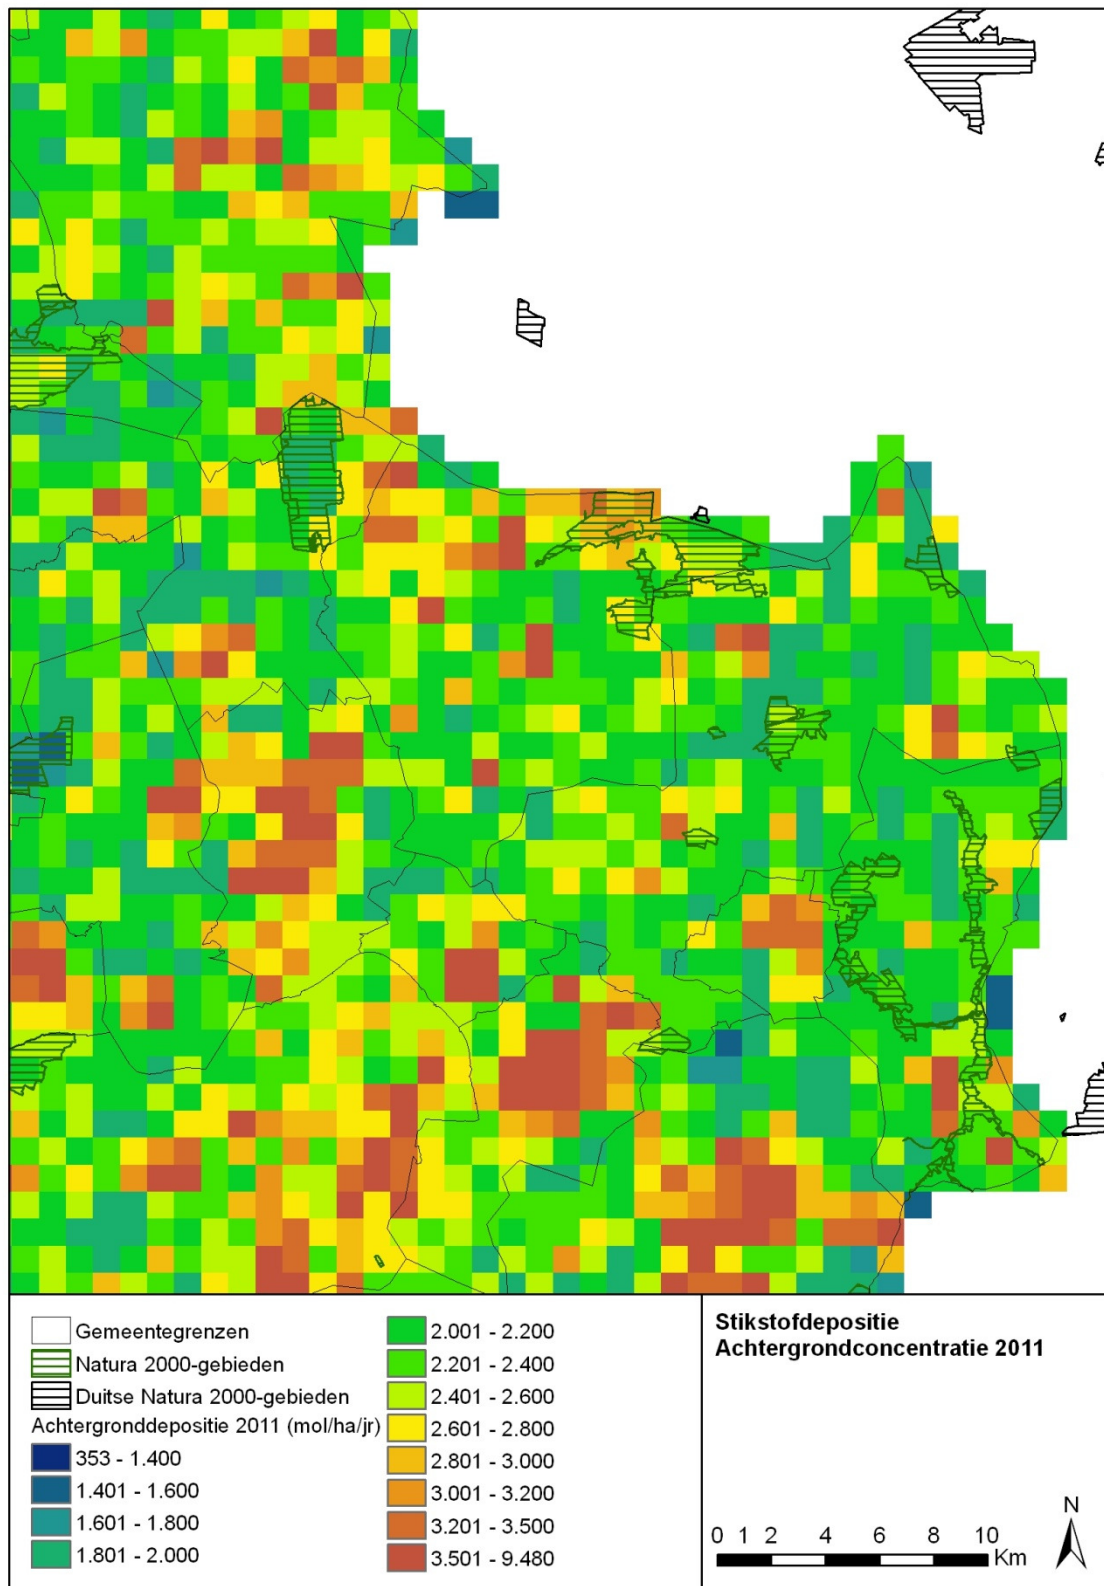 Gemeentegrenzen
Natura 2000-gebieden
Duitse Natura 2000-gebieden
Achtergronddepositie 2011 (mol/ha/jr)
353 - 1.400
1.401 - 1.600
1.601 - 1.800
1.801 - 2.000
2.001 - 2.200
2.201 - 2.400
2.401 - 2.600
2.601 - 2.800
2.801 - 3.000
3.001 - 3.200
3.201 - 3.500
3.501 - 9.480
Stikstofdepositie
Achtergrondconcentratie 2011
N
0 1 2 4 6 8 10
Km